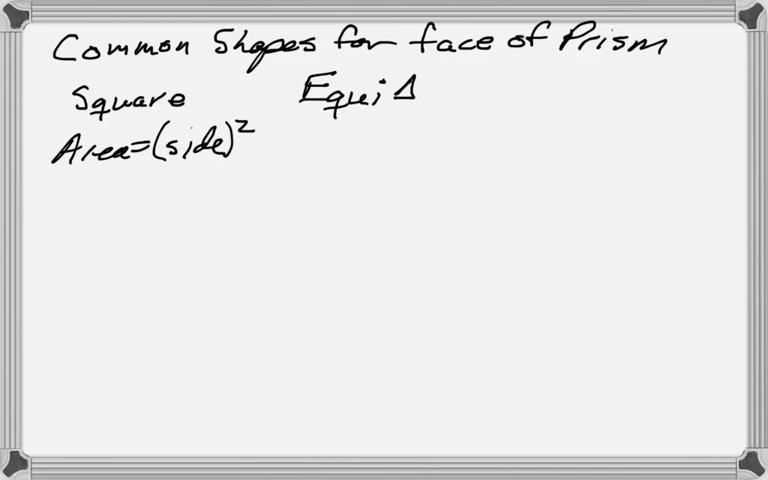 Common Shapes for face of Prism
Square Equi Δ
Area=(side)²